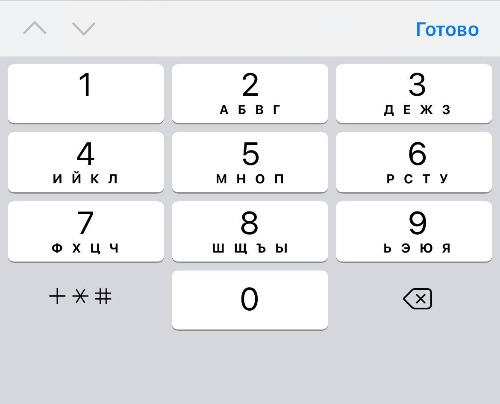 Готово
1 2 3
А Б В Г Д Е Ж З
4 5 6
И Й К Л М Н О П Р С Т У
7 8 9
Ф Х Ц Ч Ш Щ Ъ Ы Ь Э Ю Я
+ * # 0